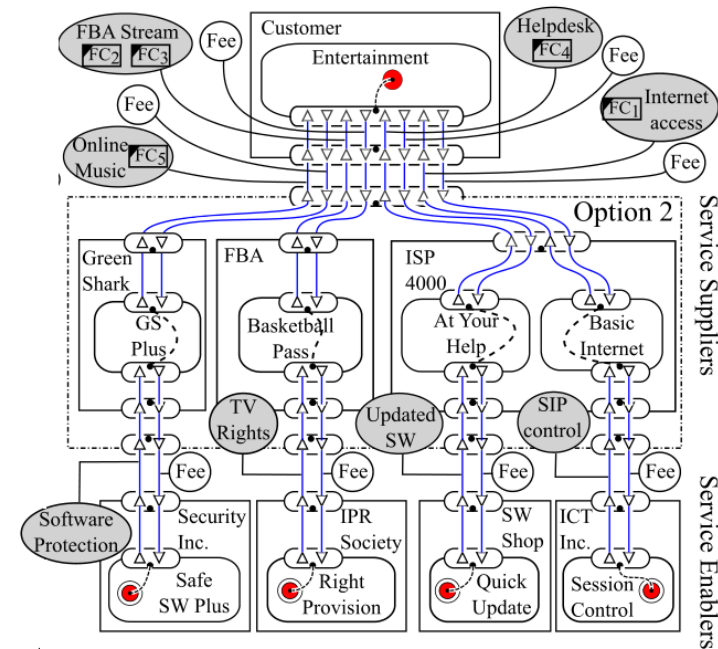 FBA Stream
FC2 FC3
Fee
Customer
Entertainment
Helpdesk
FC4
Fee
Fee
FC1 Internet
access
Online
Music
FC5
Fee
Option 2
Green
Shark
FBA
ISP
4000
GS
Plus
Basketball
Pass
At Your
Help
Basic
Internet
Service Suppliers
TV
Rights
Updated
SW
SIP
control
Fee
Fee
Fee
Fee
Software
Protection
Security
Inc.
IPR
Society
SW
Shop
ICT
Inc.
Safe
SW Plus
Right
Provision
Quick
Update
Session
Control
Service Enablers